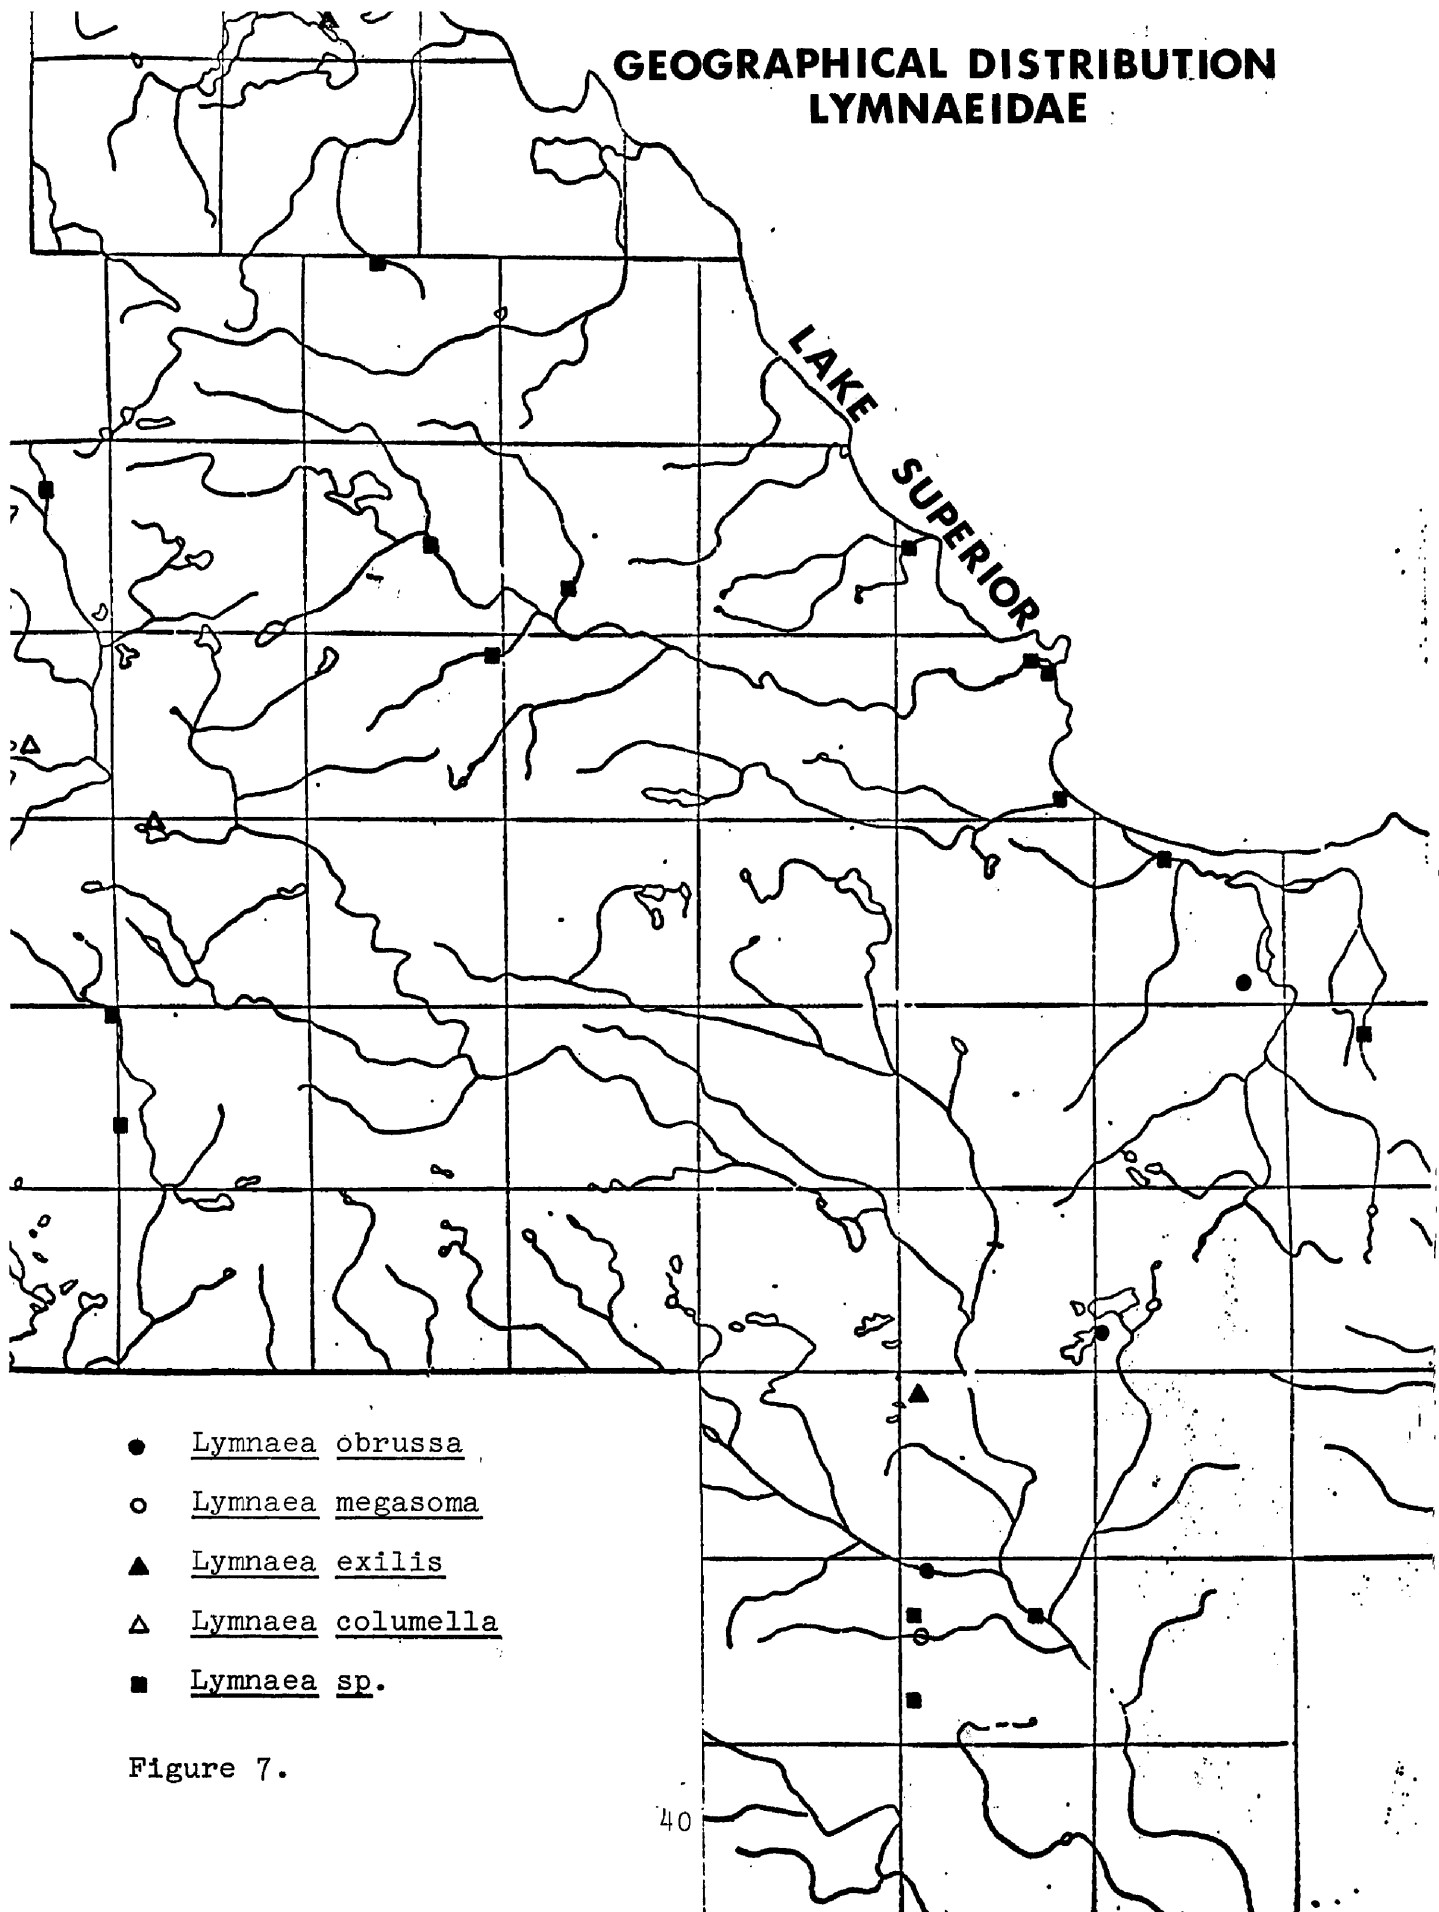 GEOGRAPHICAL DISTRIBUTION
LYMNAEIDAE
LAKE SUPERIOR
Lymnaea obrussa
Lymnaea megasoma
Lymnaea exilis
Lymnaea columella
Lymnaea sp.
Figure 7.
40